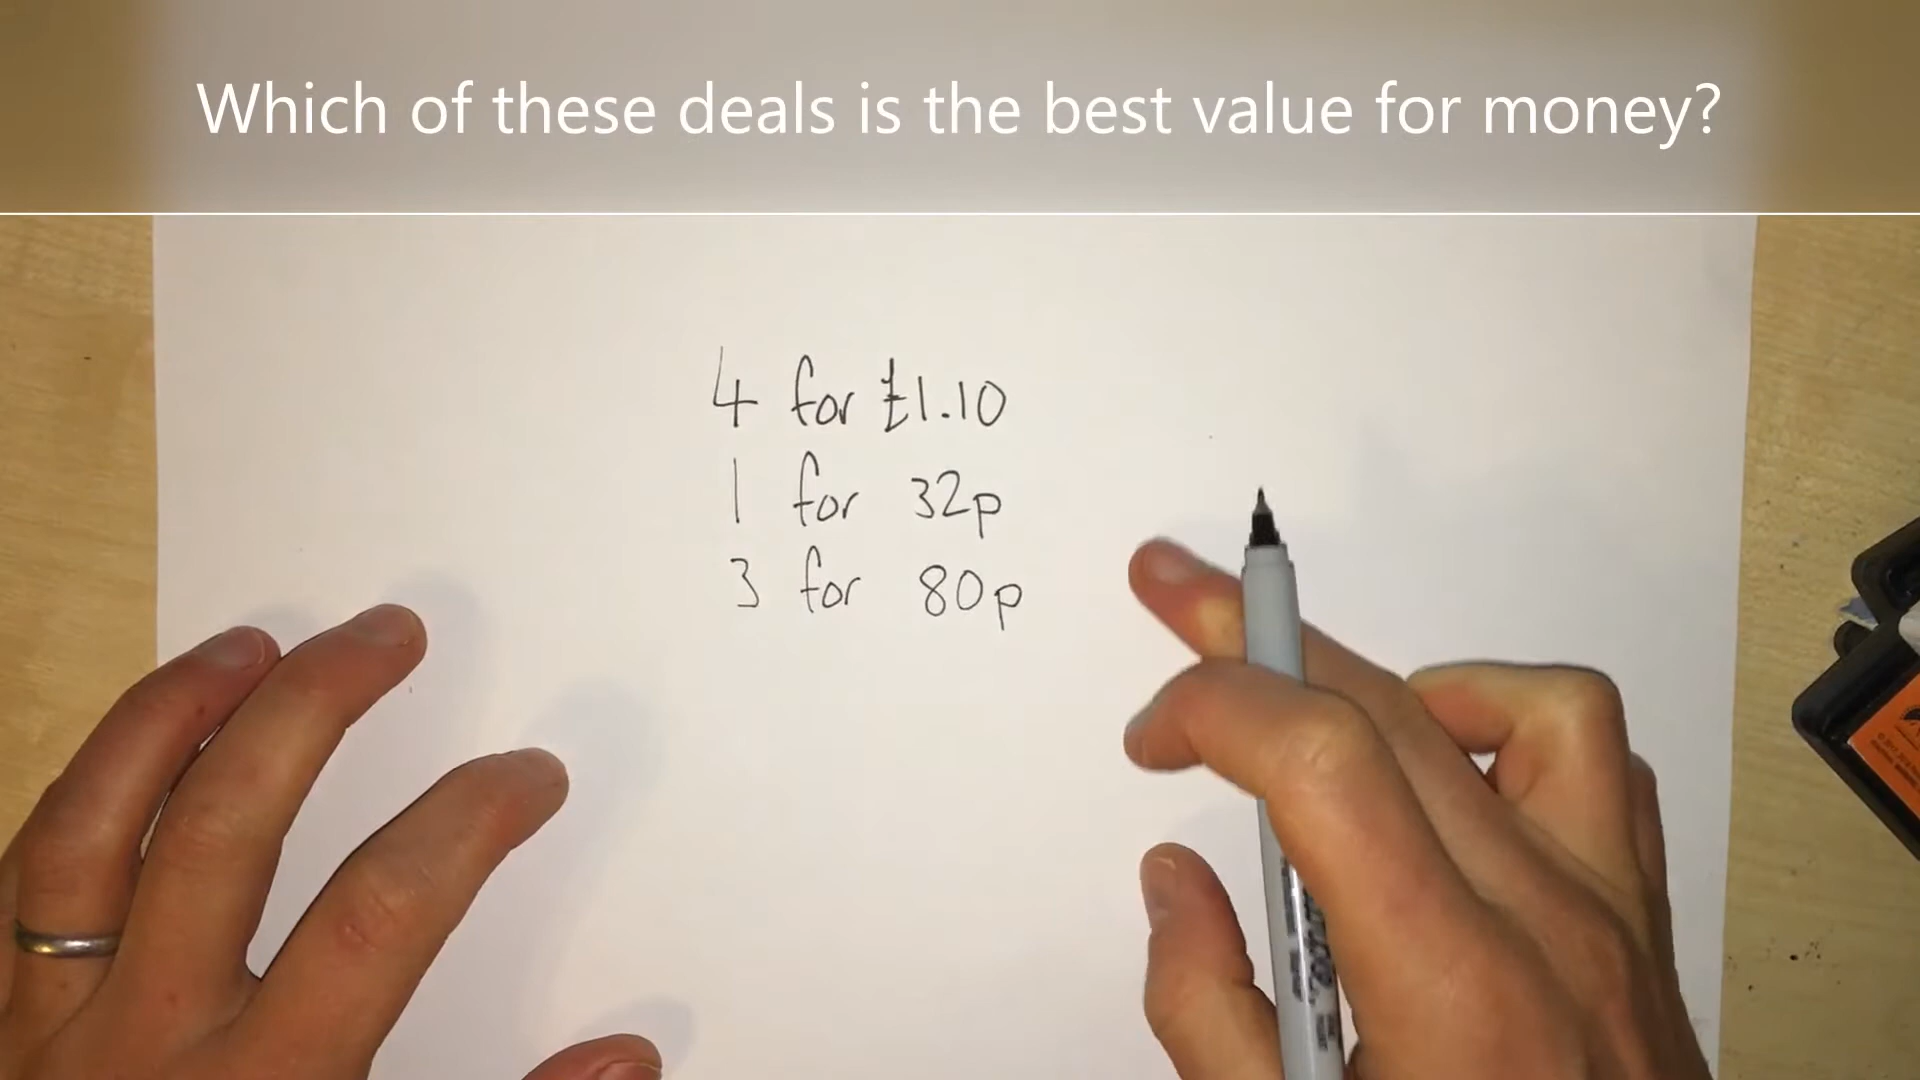 Which of these deals is the best value for money?
4 for £1.10
1 for 32p
3 for 80p